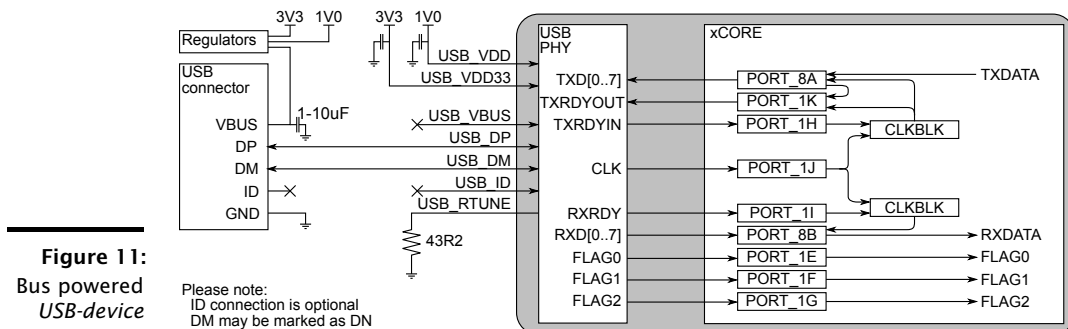 3V3 1V0
3V3 1V0
Regulators
USB
connector
1-10uF
VBUS
DP
DM
ID
GND
USB_VDD
USB_VDD33
USB_VBUS
USB_DP
USB_DM
USB_ID
USB_RTUNE
43R2
USB
PHY
TXD[0..7]
TXRDYOUT
TXRDYIN
CLK
RXRDY
RXD[0..7]
FLAG0
FLAG1
FLAG2
xCORE
PORT_8A
PORT_1K
PORT_1H
PORT_1J
PORT_1I
PORT_8B
PORT_1E
PORT_1F
PORT_1G
CLKBLK
CLKBLK
TXDATA
RXDATA
FLAG0
FLAG1
FLAG2
Figure 11:
Bus powered
USB-device
Please note:
ID connection is optional
DM may be marked as DN